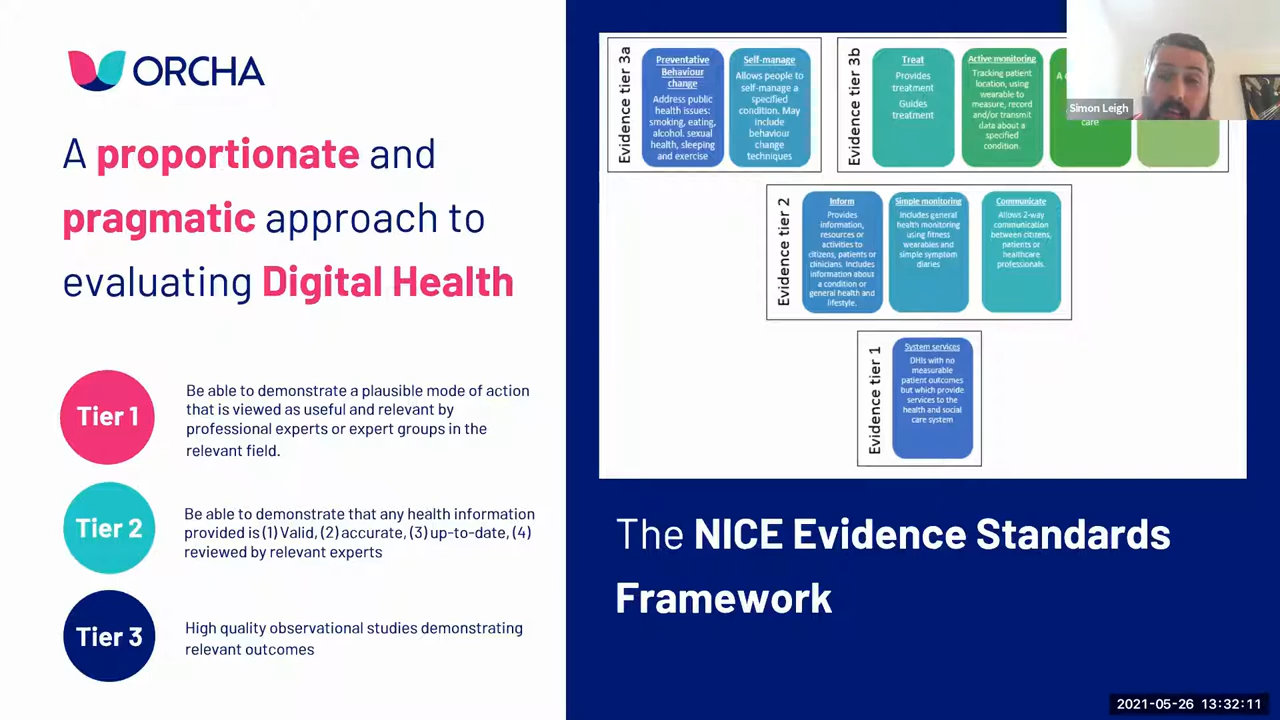 ORCHA
A proportionate and
pragmatic approach to
evaluating Digital Health
Tier 1
Be able to demonstrate a plausible mode of action
that is viewed as useful and relevant by
professional experts or expert groups in the
relevant field.
Tier 2
Be able to demonstrate that any health information
provided is (1) Valid, (2) accurate, (3) up-to-date, (4)
reviewed by relevant experts
Tier 3
High quality observational studies demonstrating
relevant outcomes
Evidence tier 3a
Preventative
Behaviour
change
Address public
health issues:
smoking, eating,
alcohol. sexual
health, sleeping
and exercise
Self-manage
Allows people to
self-manage a
specified
condition. May
include
behaviour
change
techniques
Evidence tier 3b
Treat
Provides
treatment
Guides
treatment
Active monitoring
Tracking patient
location, using
wearable to
measure, record
and/or transmit
data about a
specified
condition.
care
Simon Leigh
Evidence tier 2
Inform
Provides
information,
resources or
activities to
citizens, patients or
clinicians. Includes
information about
a condition or
general health and
lifestyle.
Simple monitoring
Includes general
health monitoring
using fitness
wearables and
simple symptom
diaries
Communicate
Allows 2-way
communication
between citizens,
patients or
healthcare
professionals.
Evidence tier 1
System services
DHIs with no
measurable
patient outcomes
but which provide
services to the
health and social
care system
The NICE Evidence Standards
Framework
2021-05-26 13:32:11